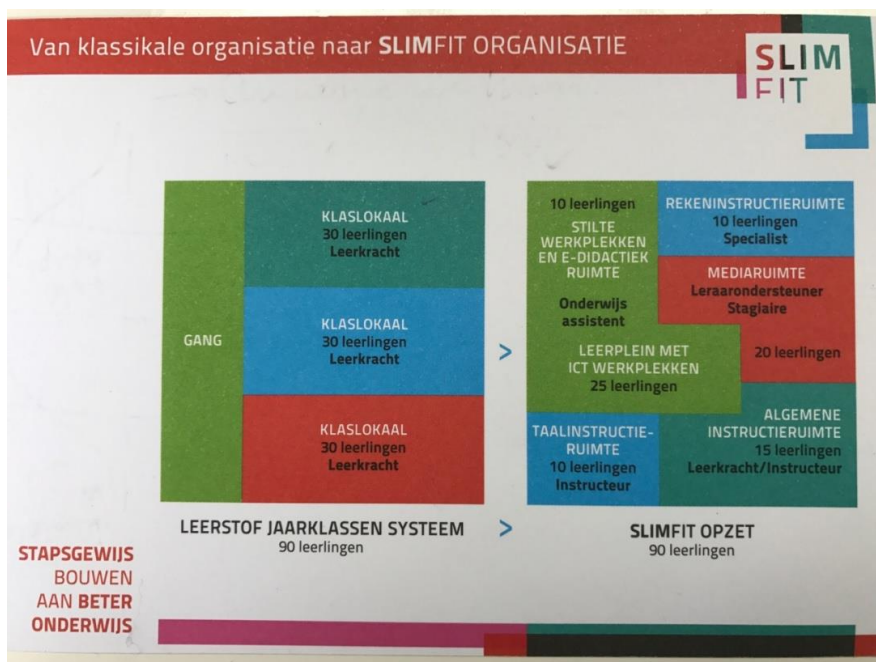 Van klassikale organisatie naar SLIMFIT ORGANISATIE
SLIM
FIT
GANG
KLASLOKAAL
30 leerlingen
Leerkracht
KLASLOKAAL
30 leerlingen
Leerkracht
KLASLOKAAL
30 leerlingen
Leerkracht
LEERSTOF JAARKLASSEN SYSTEEM
90 leerlingen
>
>
10 leerlingen
STILTE
WERKPLEKKEN
EN E-DIDACTIEK
RUIMTE
Onderwijs
assistent
REKENINSTRUCTIERUIMTE
10 leerlingen
Specialist
MEDIARUIMTE
Leraarondersteuner
Stagiaire
20 leerlingen
LEERPLEIN MET
ICT WERKPLEKKEN
25 leerlingen
TAALINSTRUCTIE-
RUIMTE
10 leerlingen
Instructeur
ALGEMENE
INSTRUCTIERUIMTE
15 leerlingen
Leerkracht/Instructeur
SLIMFIT OPZET
90 leerlingen
STAPSGEWIJS
BOUWEN
AAN BETER
ONDERWIJS